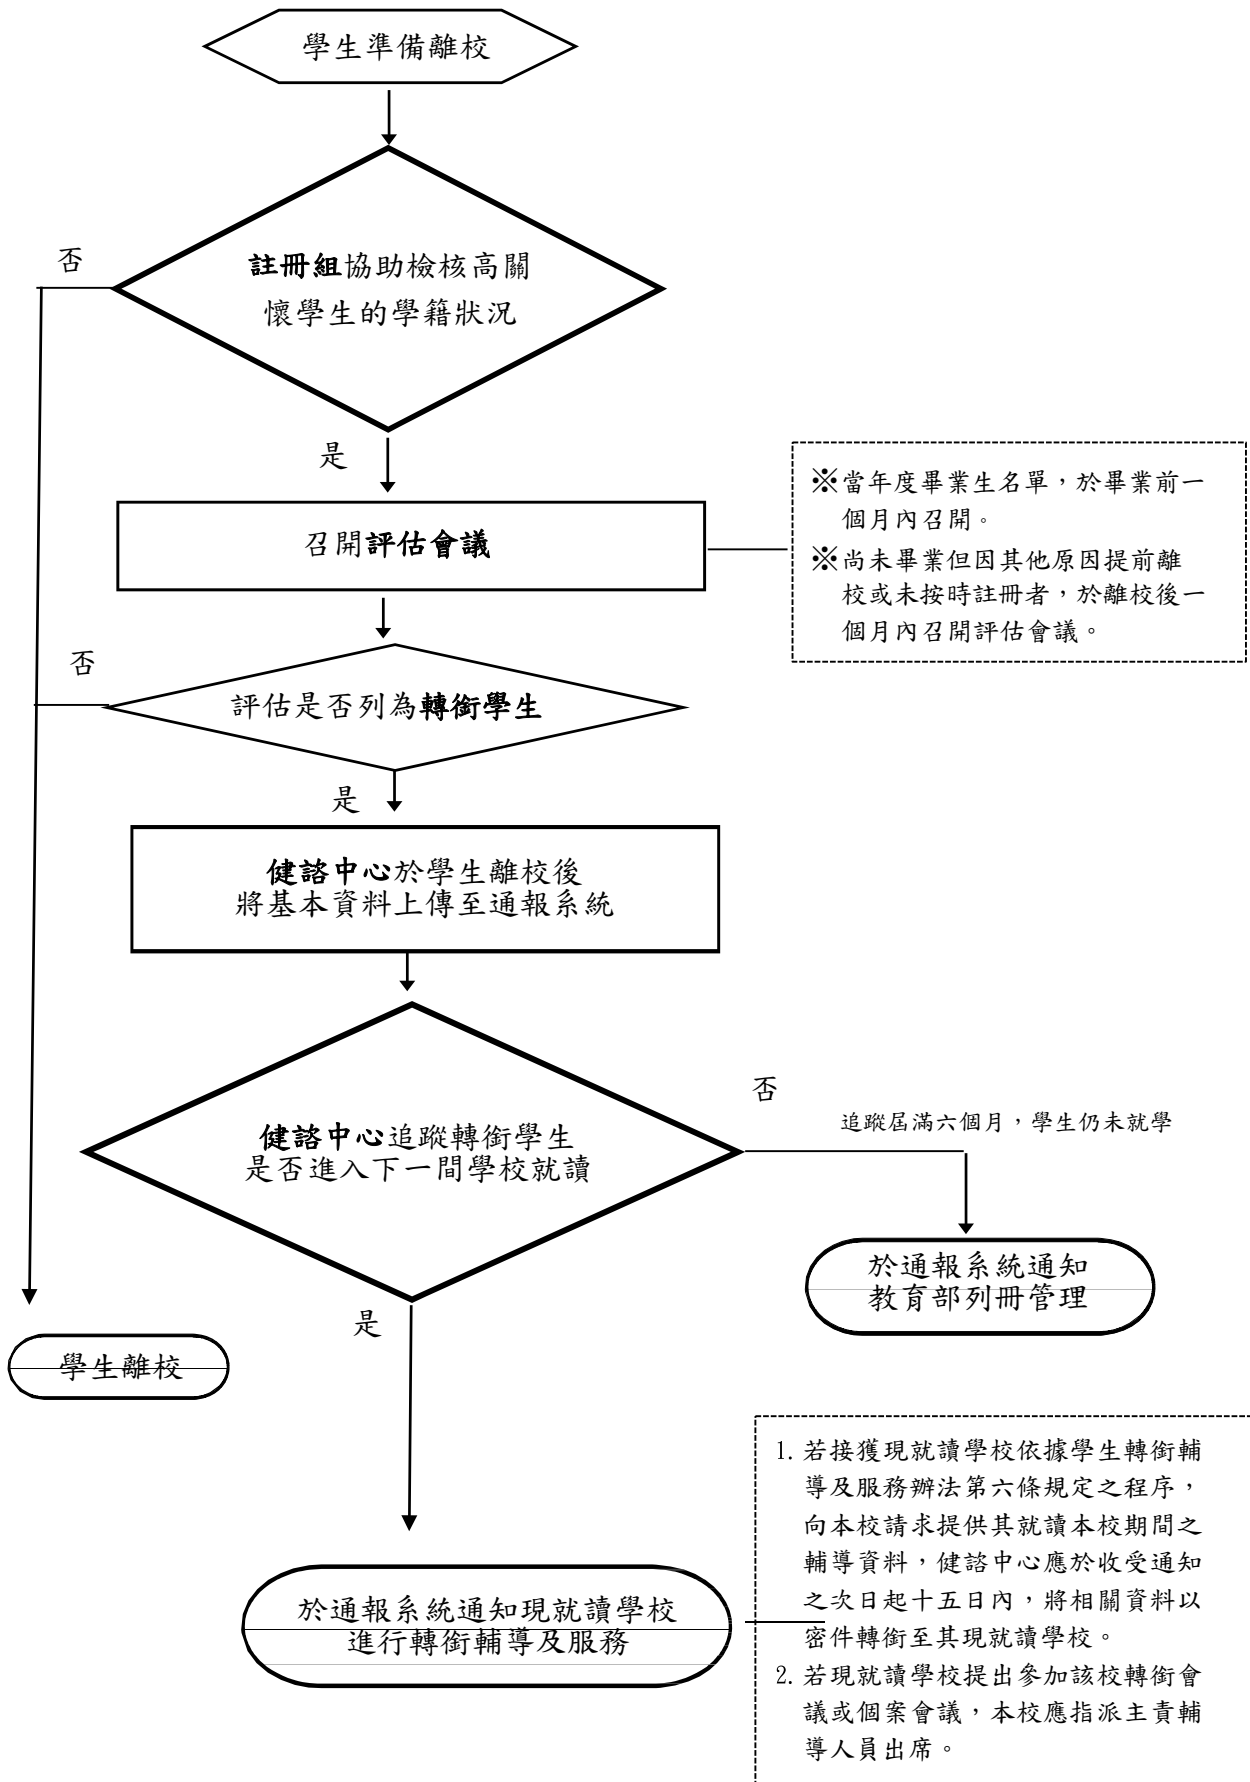 學生準備離校
否
註冊組協助檢核高關
懷學生的學籍狀況
是
召開評估會議
※當年度畢業生名單，於畢業前一
個月內召開。
※尚未畢業但因其他原因提前離
校或未按時註冊者，於離校後一
個月內召開評估會議。
否
評估是否列為轉銜學生
是
健諮中心於學生離校後
將基本資料上傳至通報系統
健諮中心追蹤轉銜學生
是否進入下一間學校就讀
否
追蹤屆滿六個月，學生仍未就學
於通報系統通知
教育部列冊管理
是
學生離校
於通報系統通知現就讀學校
進行轉銜輔導及服務
1. 若接獲現就讀學校依據學生轉銜輔
導及服務辦法第六條規定之程序，
向本校請求提供其就讀本校期間之
輔導資料，健諮中心應於收受通知
之次日起十五日內，將相關資料以
密件轉銜至其現就讀學校。
2. 若現就讀學校提出參加該校轉銜會
議或個案會議，本校應指派主責輔
導人員出席。